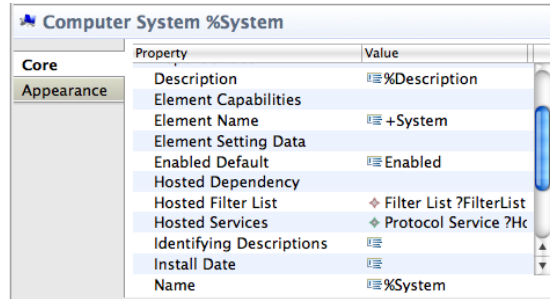 Computer System %System
Core
Appearance
Property Value
Description %Description
Element Capabilities
Element Name +System
Element Setting Data
Enabled Default Enabled
Hosted Dependency
Hosted Filter List Filter List ?FilterList
Hosted Services Protocol Service ?Ho
Identifying Descriptions
Install Date
Name %System